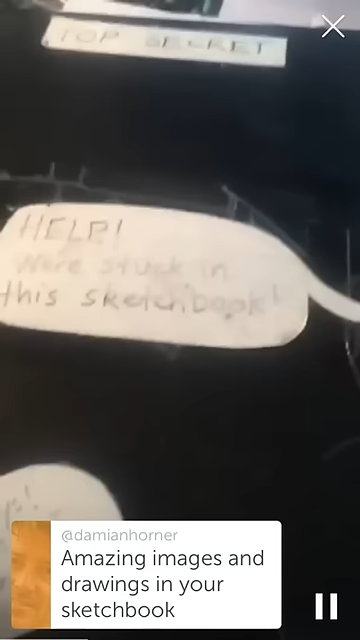 TOP SECRET
HELP!
We're stuck in
this sketchbook!
@damianhorner
Amazing images and
drawings in your
sketchbook